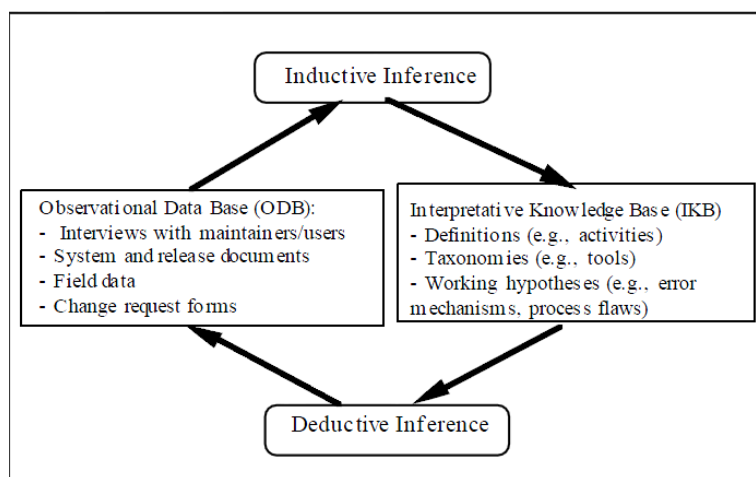 Inductive Inference
Observational Data Base (ODB):
- Interviews with maintainers/users
- System and release documents
- Field data
- Change request forms
Interpretative Knowledge Base (IKB)
- Definitions (e.g., activities)
- Taxonomies (e.g., tools)
- Working hypotheses (e.g., error
mechanisms, process flaws)
Deductive Inference